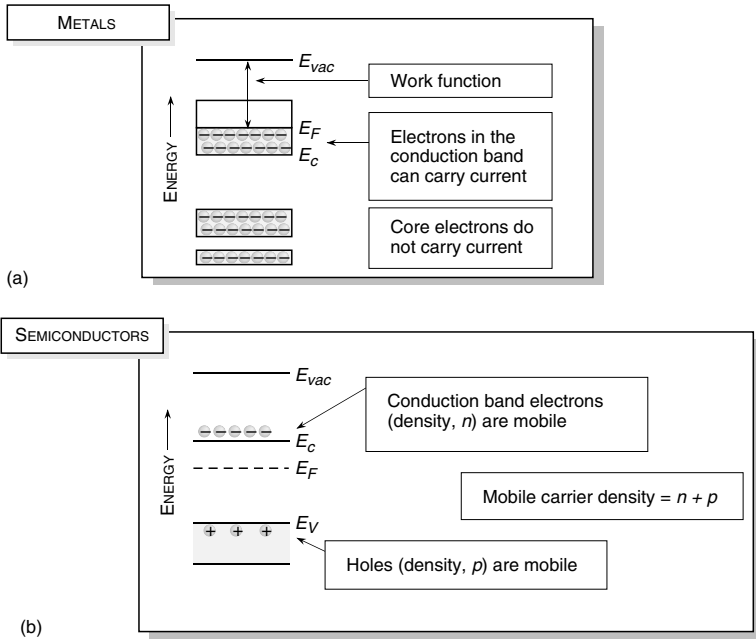 METALS
E_vac
Work function
E_F
Electrons in the
conduction band
can carry current
E_c
ENERGY
Core electrons do
not carry current
(a)
SEMICONDUCTORS
E_vac
Conduction band electrons
(density, n) are mobile
E_c
ENERGY
E_F
Mobile carrier density = n + p
E_V
Holes (density, p) are mobile
(b)